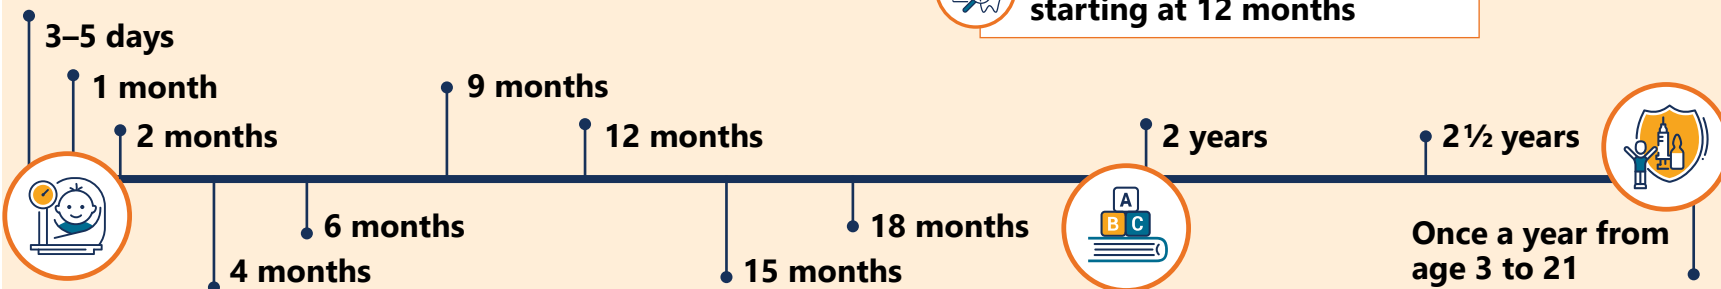 starting at 12 months
3–5 days
1 month
2 months
9 months
12 months
2 years
2½ years
6 months
4 months
18 months
15 months
A
B C
Once a year from
age 3 to 21